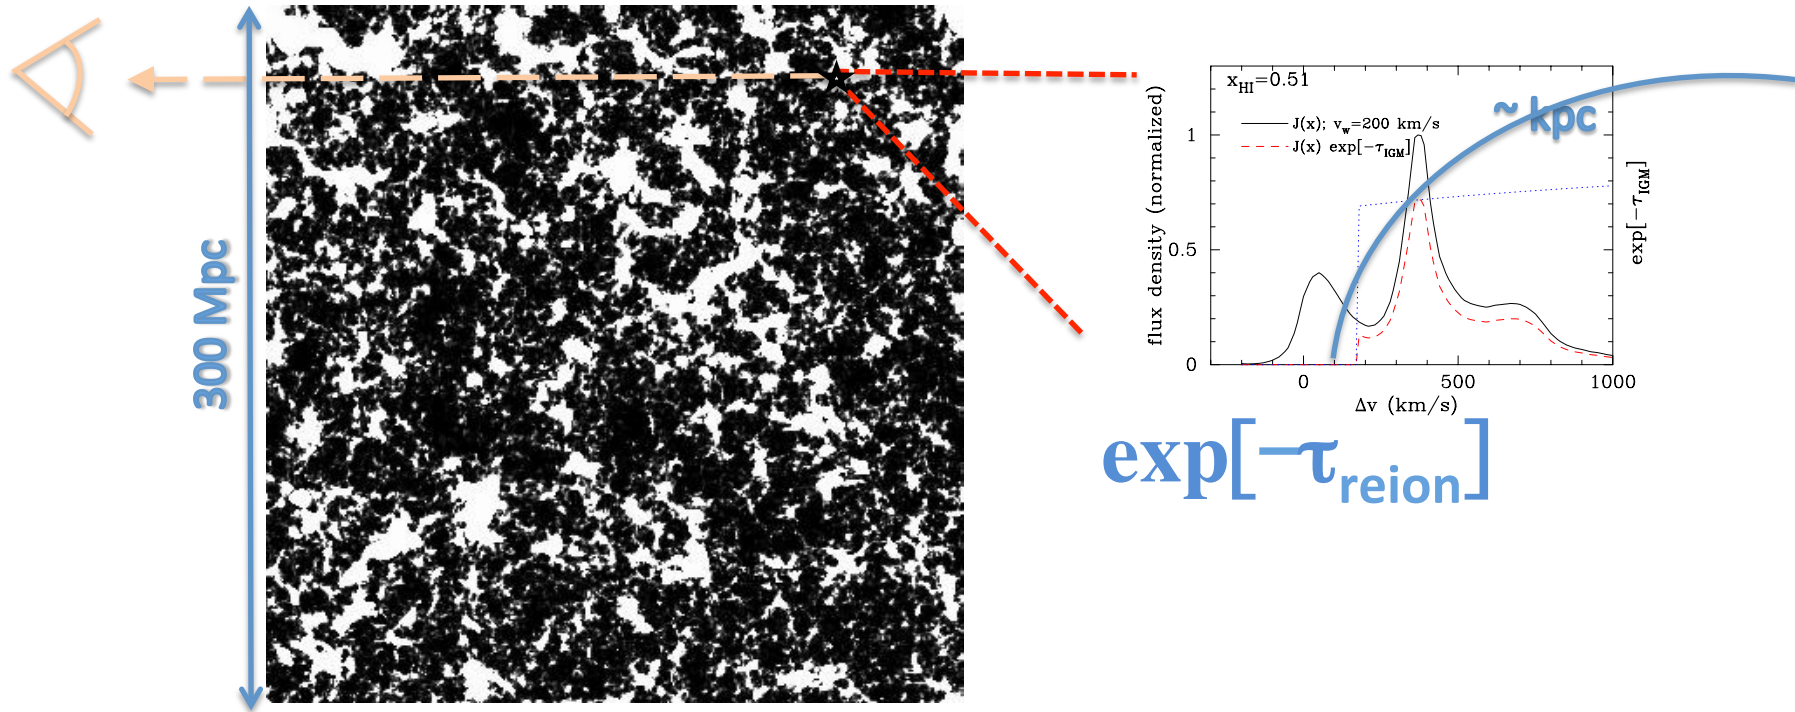 300 Mpc
x_HI=0.51
~ kpc
J(x); v_w=200 km/s
J(x) exp[-τ_IGM]
flux density (normalized)
1
0.5
0
0 500 1000
Δv (km/s)
exp[-τ_IGM]
exp[-τ_reion]